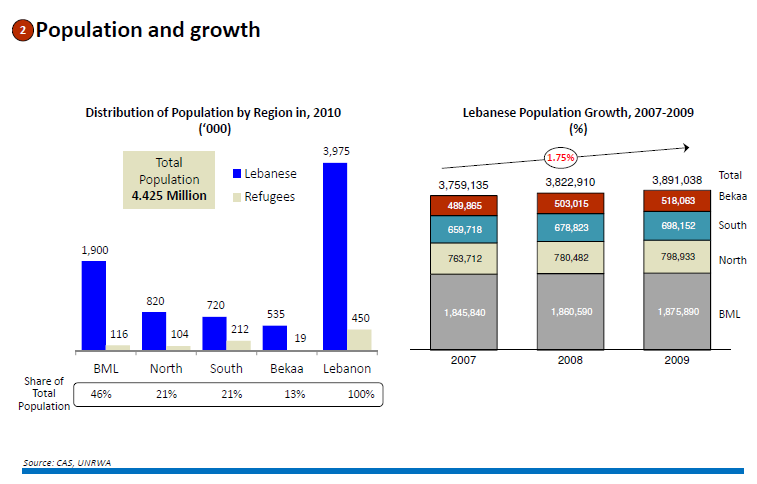 2 Population and growth
Distribution of Population by Region in, 2010
('000)
Total
Population
4.425 Million
Lebanese
Refugees
1,900
116
820
104
720
212
535
19
3,975
450
BML North South Bekaa Lebanon
Share of
Total
Population
46% 21% 21% 13% 100%
Lebanese Population Growth, 2007-2009
(%)
1.75%
3,759,135 3,822,910 3,891,038 Total
489,865 503,015 518,063 Bekaa
659,718 678,823 698,152 South
763,712 780,482 798,933 North
1,845,840 1,860,590 1,875,890 BML
2007 2008 2009
Source: CAS, UNRWA